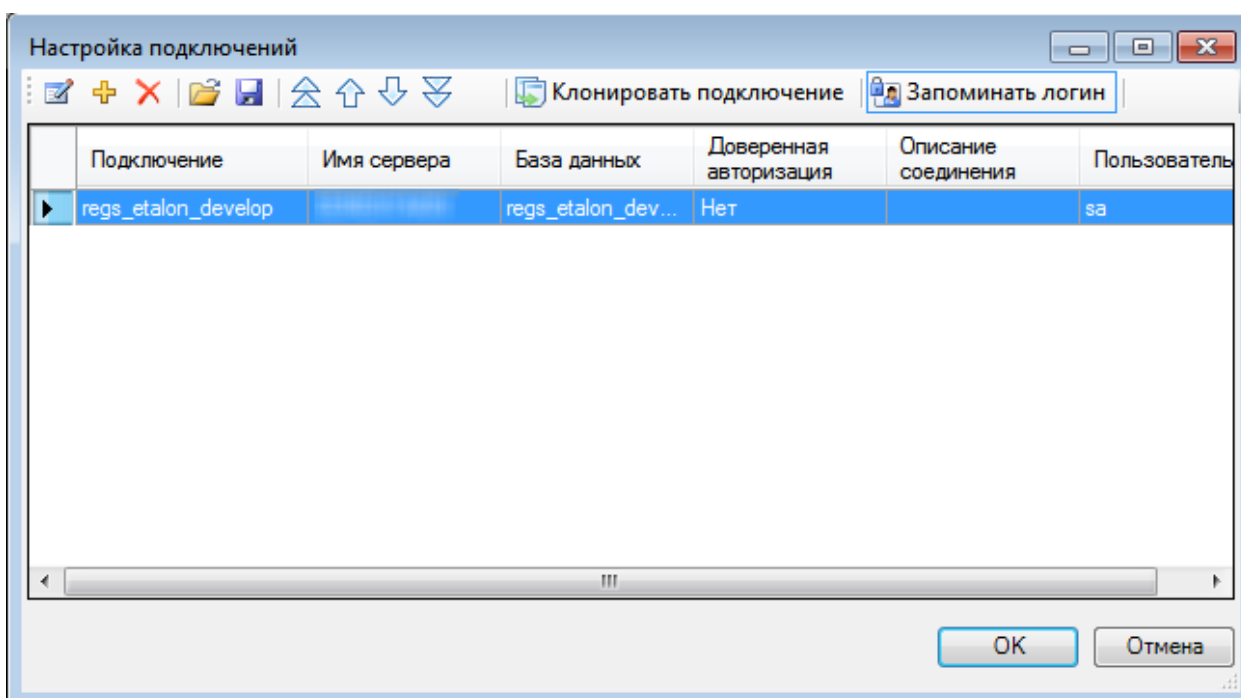 Настройка подключений
Клонировать подключение Запоминать логин
Подключение Имя сервера База данных Доверенная авторизация Описание соединения Пользователь
regs_etalon_develop regs_etalon_dev... Нет sa
OK Отмена